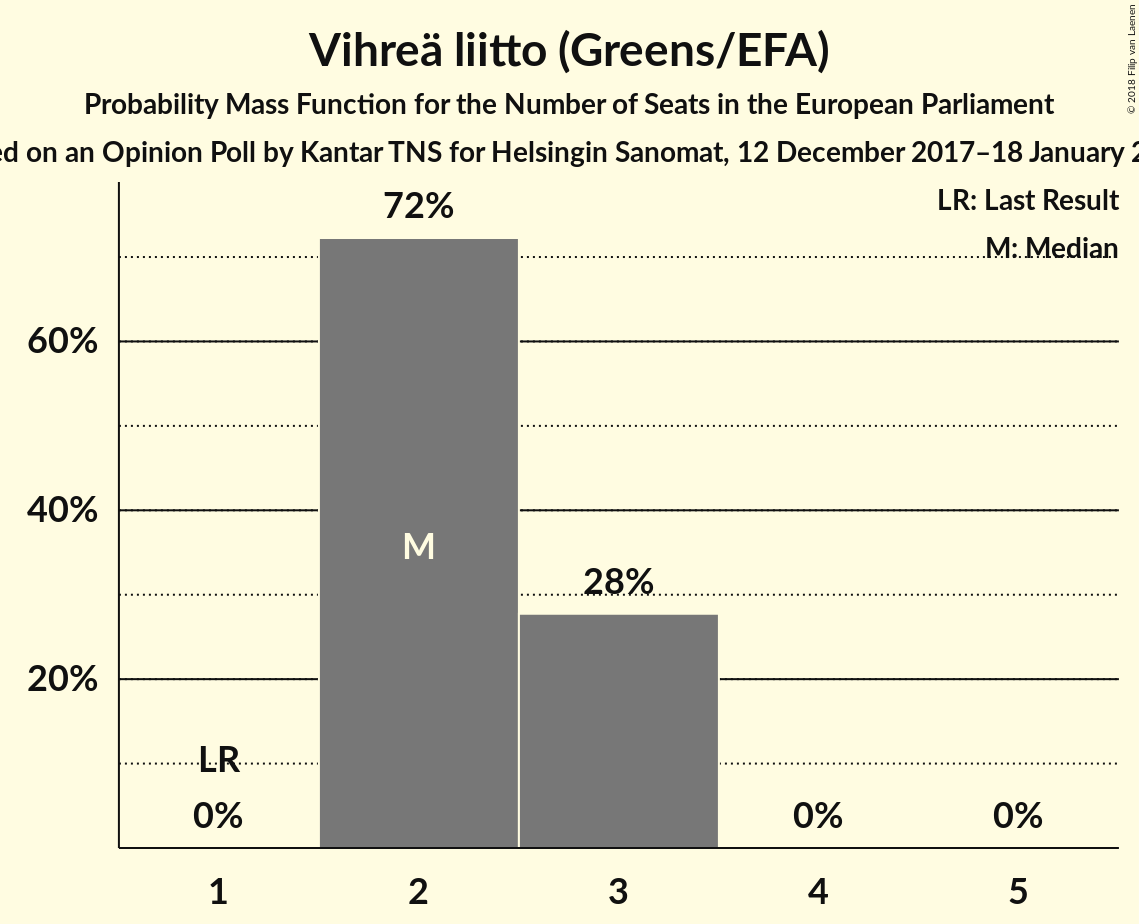 Vihreä liitto (Greens/EFA)
Probability Mass Function for the Number of Seats in the European Parliament
on an Opinion Poll by Kantar TNS for Helsingin Sanomat, 12 December 2017–18 January
© 2018 Filip van Laenen
LR: Last Result
M: Median
72%
60%
40%
M
28%
20%
LR
0%
0%
0%
1
2
3
4
5